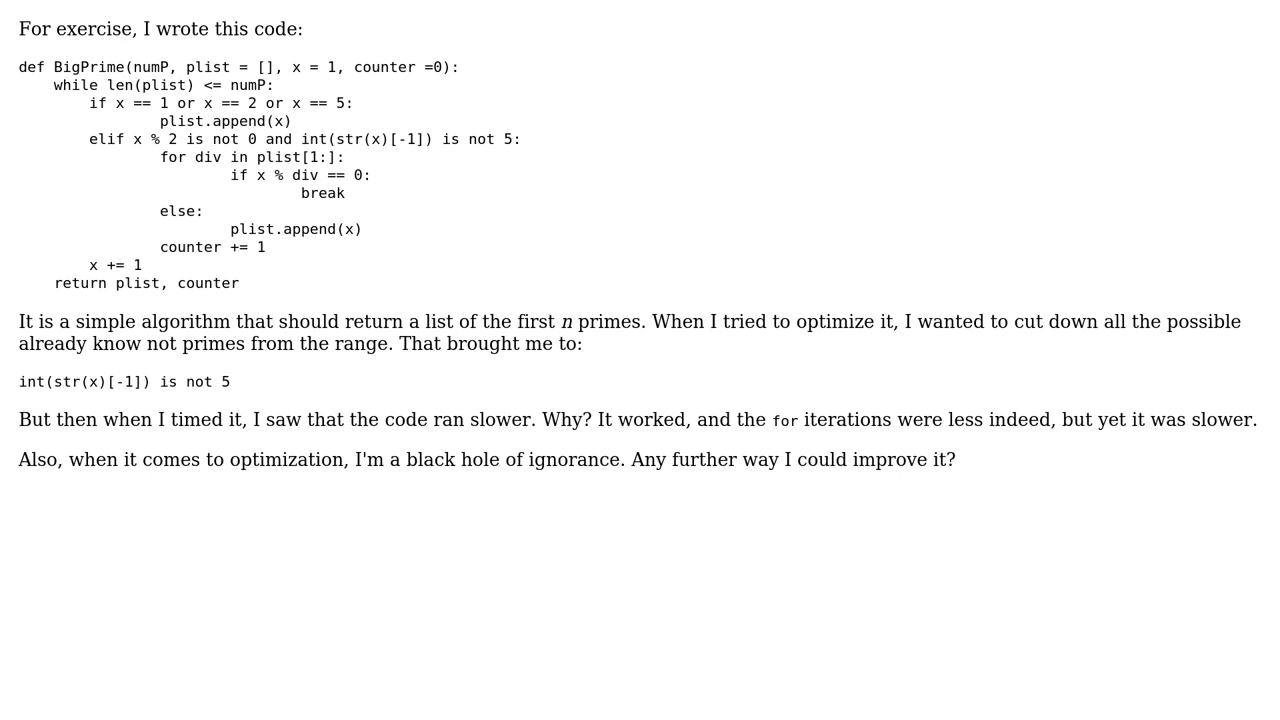 For exercise, I wrote this code:
def BigPrime(numP, plist = [], x = 1, counter =0):
    while len(plist) <= numP:
        if x == 1 or x == 2 or x == 5:
                plist.append(x)
        elif x % 2 is not 0 and int(str(x)[-1]) is not 5:
                for div in plist[1:]:
                        if x % div == 0:
                                break
                else:
                        plist.append(x)
                counter += 1
        x += 1
    return plist, counter
It is a simple algorithm that should return a list of the first n primes. When I tried to optimize it, I wanted to cut down all the possible
already know not primes from the range. That brought me to:
int(str(x)[-1]) is not 5
But then when I timed it, I saw that the code ran slower. Why? It worked, and the for iterations were less indeed, but yet it was slower.
Also, when it comes to optimization, I'm a black hole of ignorance. Any further way I could improve it?